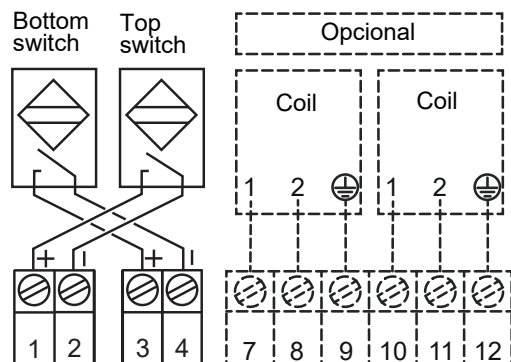 Bottom switch
Top switch
Opcional
Coil
Coil
1 2
1 2
+ -
+ -
1 2 3 4
7 8 9 10 11 12